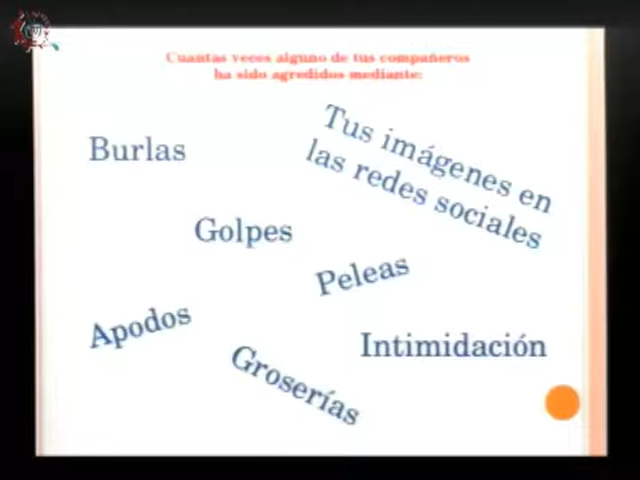 Cuantas veces alguno de tus compañeros
ha sido agredidos mediante:
Burlas
Tus imágenes en
las redes sociales
Golpes
Peleas
Apodos
Intimidación
Groserías